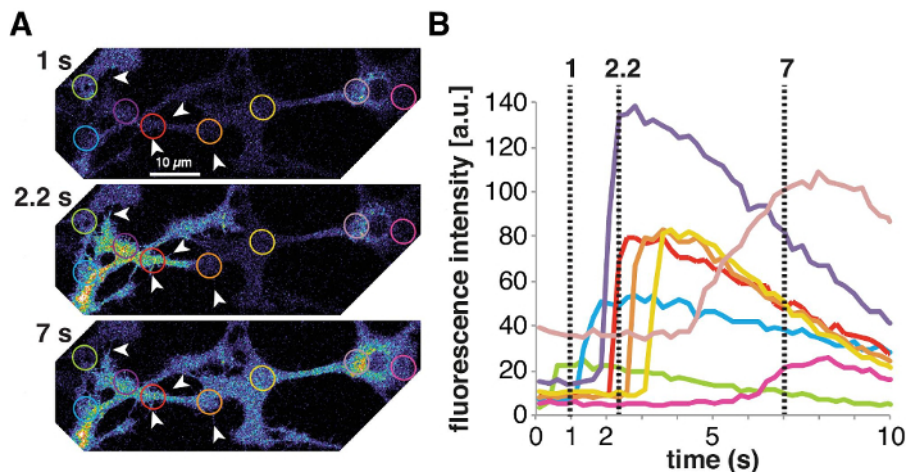 A
1 s
10 µm
2.2 s
7 s
B
1 2.2 7
fluorescence intensity [a.u.]
140
120
100
80
60
40
20
0
0 1 2 5 10
time (s)